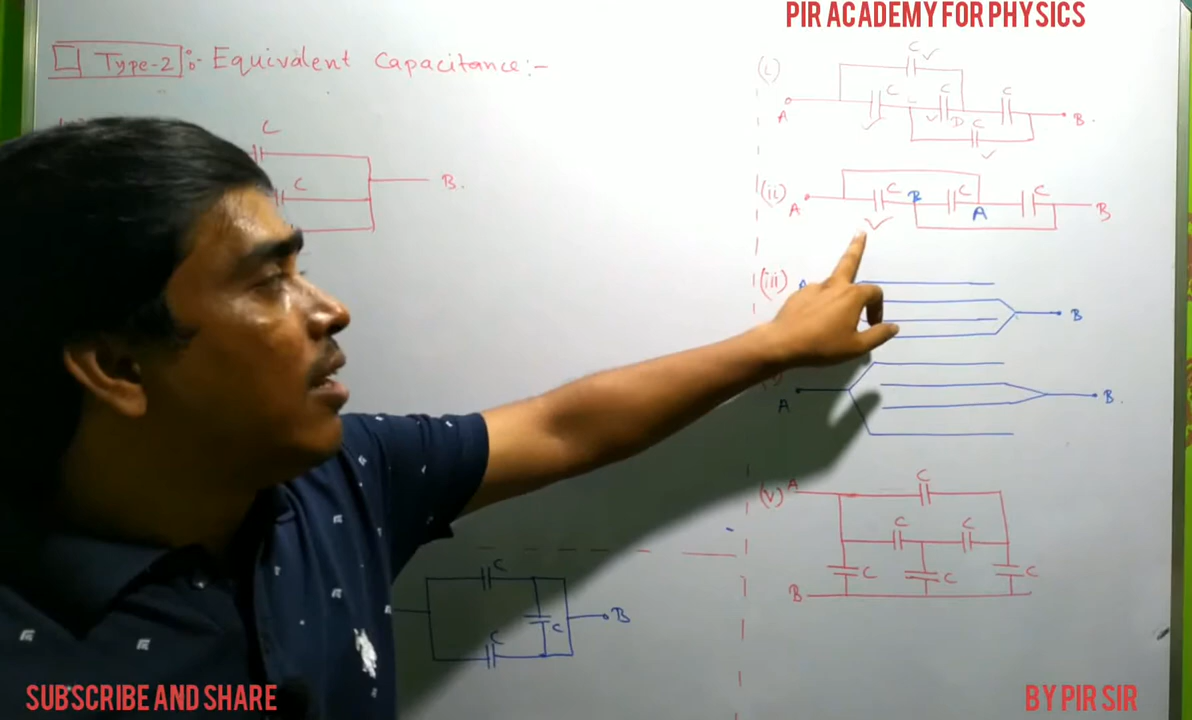 PIR ACADEMY FOR PHYSICS
Type-2 :- Equivalent Capacitance:-
C
C
B.
(i)
C
A
C
C
D
C
C
B.
(ii)
A
C
B
C
A
C
B
(iii)
A
B
A
B.
(v)
A
C
C
C
C
C
C
B
C
C
C
B
SUBSCRIBE AND SHARE
BY PIR SIR